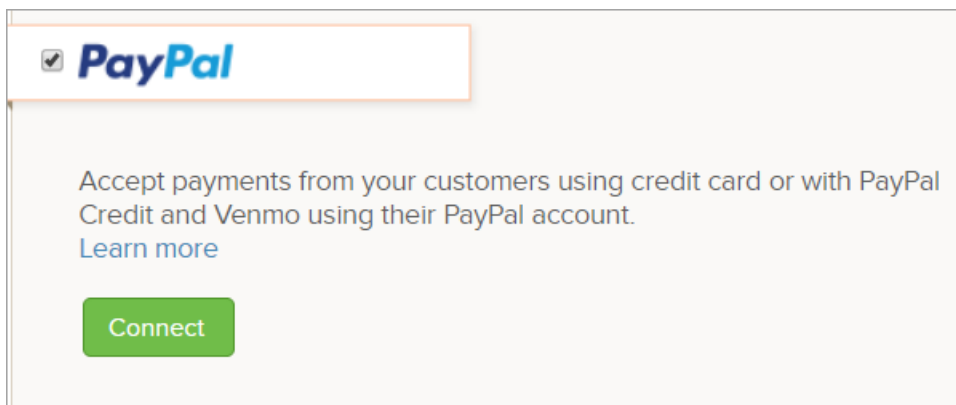 PayPal
Accept payments from your customers using credit card or with PayPal
Credit and Venmo using their PayPal account.
Learn more
Connect